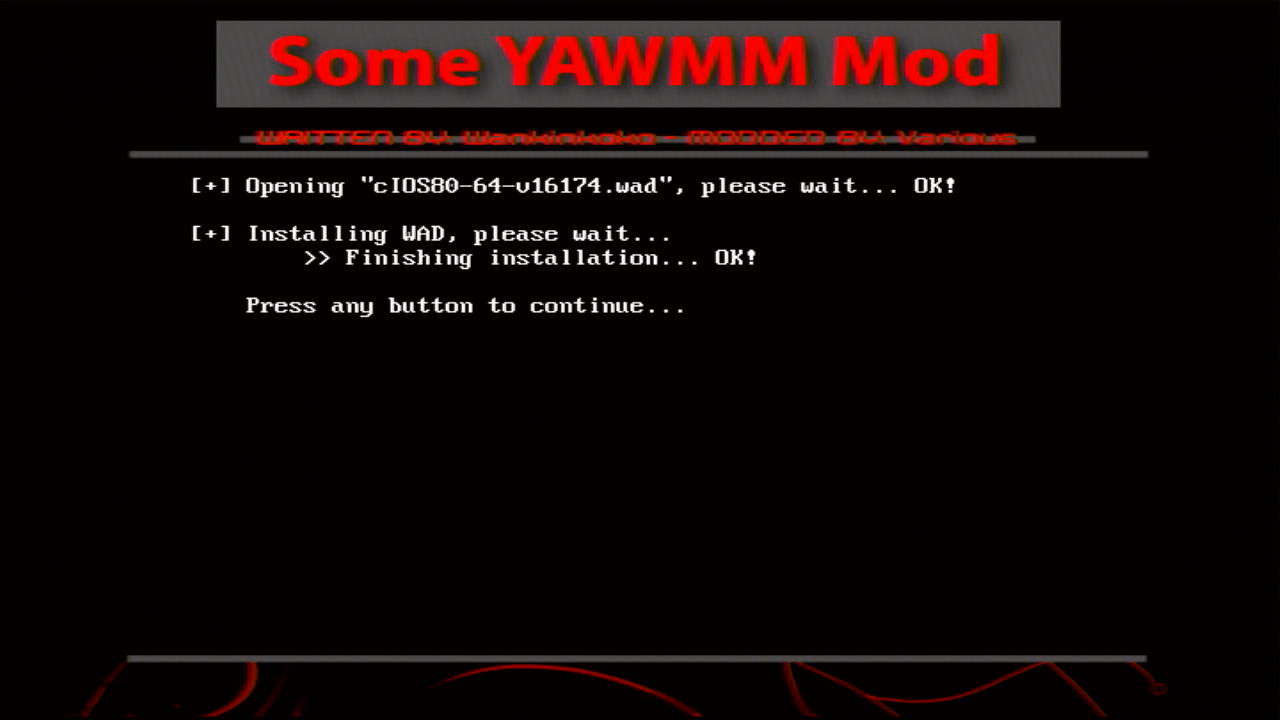 Some YAWMM Mod
WRITTEN BY: Wankinkoko - MODDED BY: Various
[+] Opening "cIOS80-64-v16174.wad", please wait... OK!
[+] Installing WAD, please wait...
>> Finishing installation... OK!
Press any button to continue...